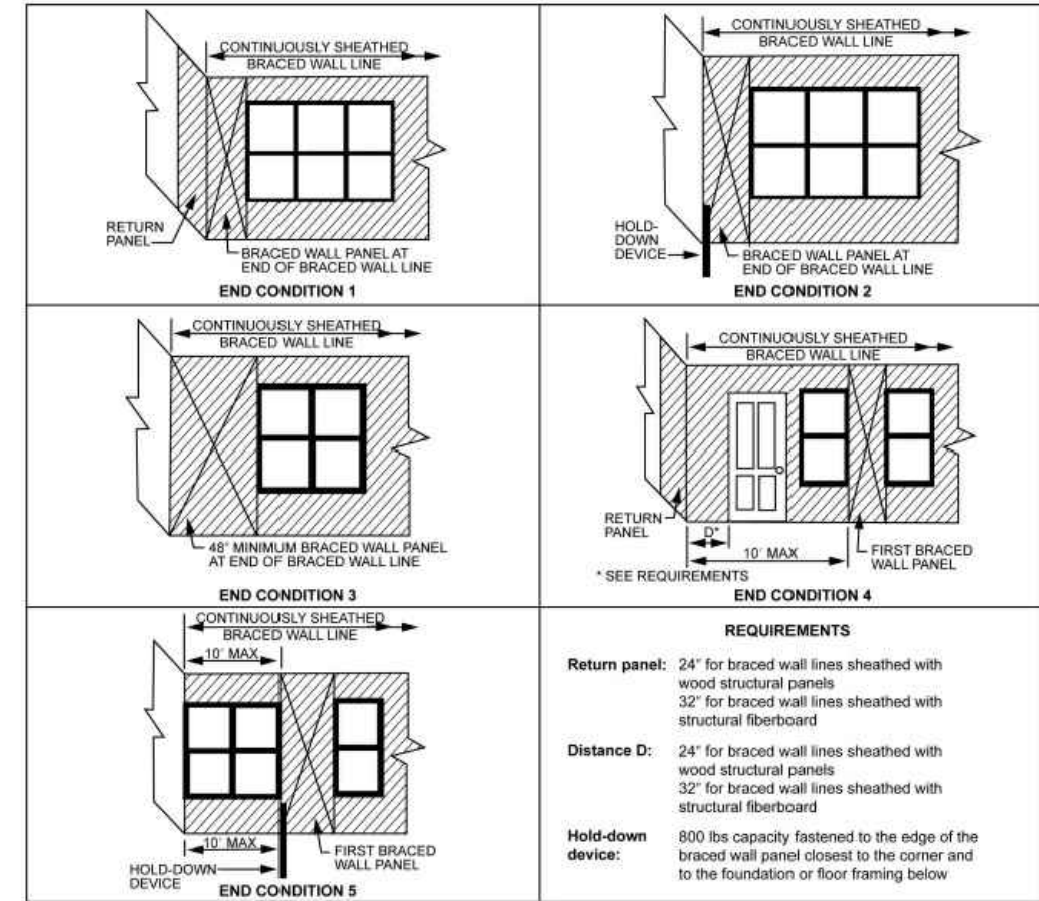 CONTINUOUSLY SHEATHED
BRACED WALL LINE
RETURN
PANEL
BRACED WALL PANEL AT
END OF BRACED WALL LINE
END CONDITION 1
CONTINUOUSLY SHEATHED
BRACED WALL LINE
HOLD-
DOWN
DEVICE
BRACED WALL PANEL AT
END OF BRACED WALL LINE
END CONDITION 2
CONTINUOUSLY SHEATHED
BRACED WALL LINE
48" MINIMUM BRACED WALL PANEL
AT END OF BRACED WALL LINE
END CONDITION 3
CONTINUOUSLY SHEATHED
BRACED WALL LINE
RETURN
PANEL
D*
10' MAX
FIRST BRACED
WALL PANEL
* SEE REQUIREMENTS
END CONDITION 4
CONTINUOUSLY SHEATHED
BRACED WALL LINE
10' MAX
10' MAX
FIRST BRACED
WALL PANEL
HOLD-DOWN
DEVICE
END CONDITION 5
REQUIREMENTS
Return panel: 24" for braced wall lines sheathed with
wood structural panels
32" for braced wall lines sheathed with
structural fiberboard
Distance D: 24" for braced wall lines sheathed with
wood structural panels
32" for braced wall lines sheathed with
structural fiberboard
Hold-down 800 lbs capacity fastened to the edge of the
device: braced wall panel closest to the corner and
to the foundation or floor framing below